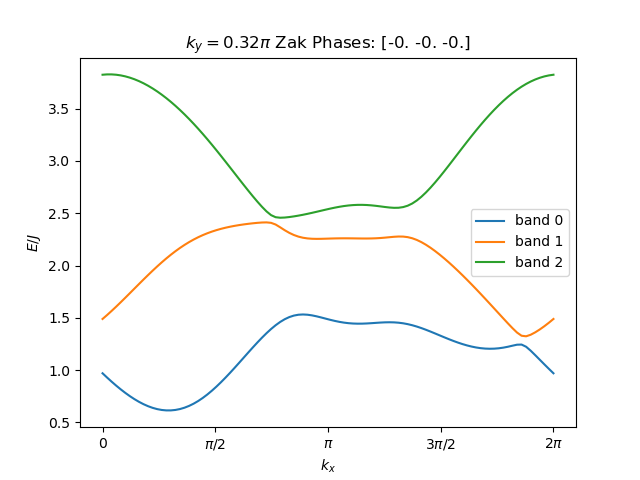 k_y = 0.32π Zak Phases: [-0. -0. -0.]
E/J
3.5
3.0
2.5
2.0
1.5
1.0
0.5
band 0
band 1
band 2
0
π/2
π
3π/2
2π
k_x